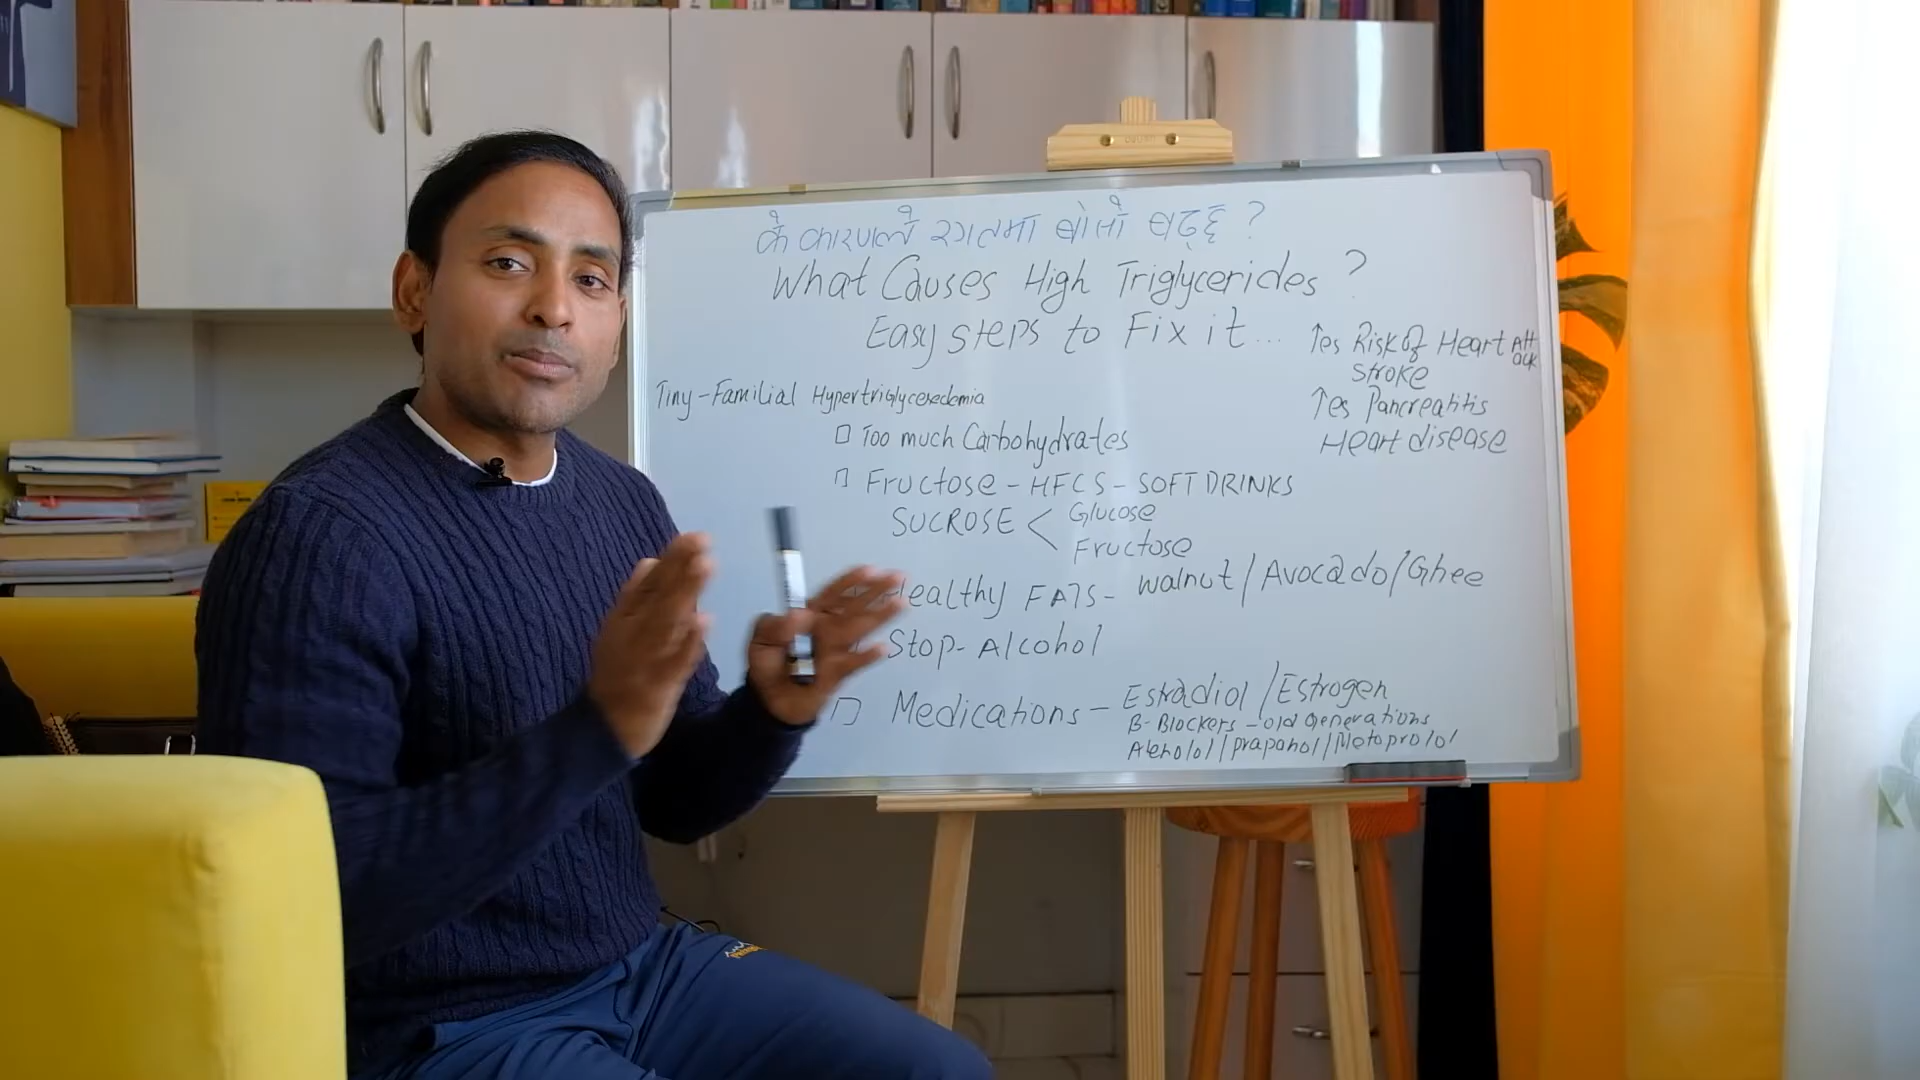 के कारणले रगतमा बोसो बढ्छ ?
What Causes High Triglycerides ?
Easy steps to Fix it ...
↑es Risk of Heart Attack
stroke
↑es Pancreatitis
Heart disease
Tiny-Familial Hypertriglyceredemia
□ Too much Carbohydrates
□ Fructose - HFCS - SOFT DRINKS
SUCROSE < Glucose
Fructose
Healthy FATS - Walnut / Avocado / Ghee
Stop - Alcohol
□ Medications - Estradiol / Estrogen
B-Blockers - old Generations
Atenolol / prapanol / Metoprolol